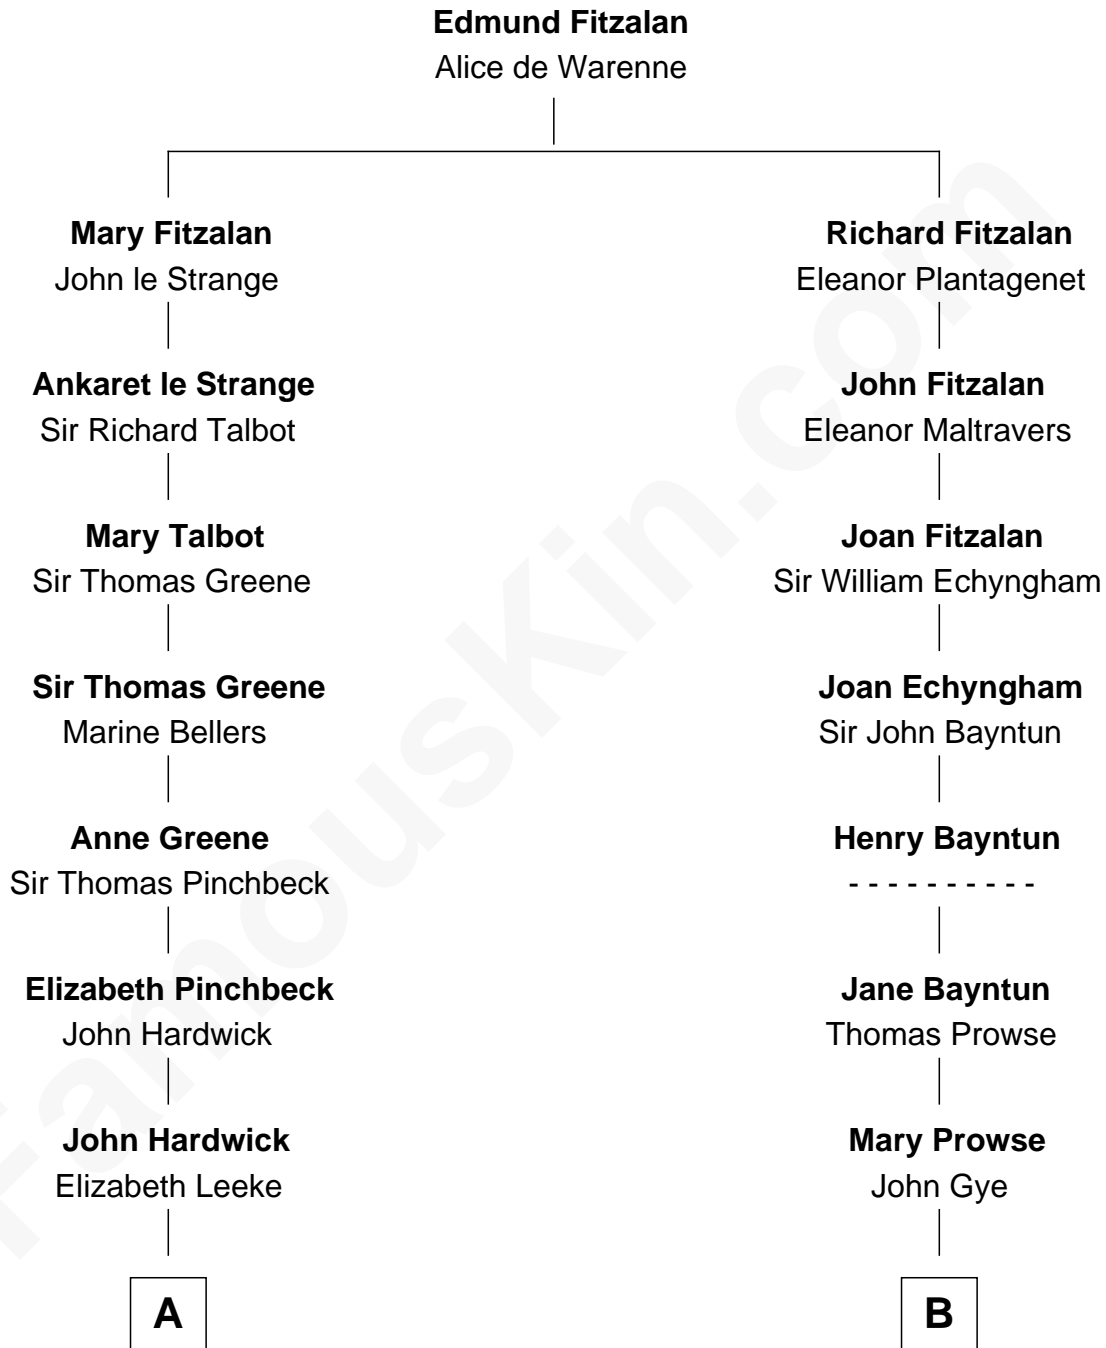 Edmund Fitzalan
Alice de Warenne
Mary Fitzalan
John le Strange
Richard Fitzalan
Eleanor Plantagenet
Ankaret le Strange
Sir Richard Talbot
John Fitzalan
Eleanor Maltravers
Mary Talbot
Sir Thomas Greene
Joan Fitzalan
Sir William Echyngham
Sir Thomas Greene
Marine Bellers
Joan Echyngham
Sir John Bayntun
Anne Greene
Sir Thomas Pinchbeck
Henry Bayntun
- - - - - - - - - -
Elizabeth Pinchbeck
John Hardwick
Jane Bayntun
Thomas Prowse
John Hardwick
Elizabeth Leeke
Mary Prowse
John Gye
A
B
FamousKin.com